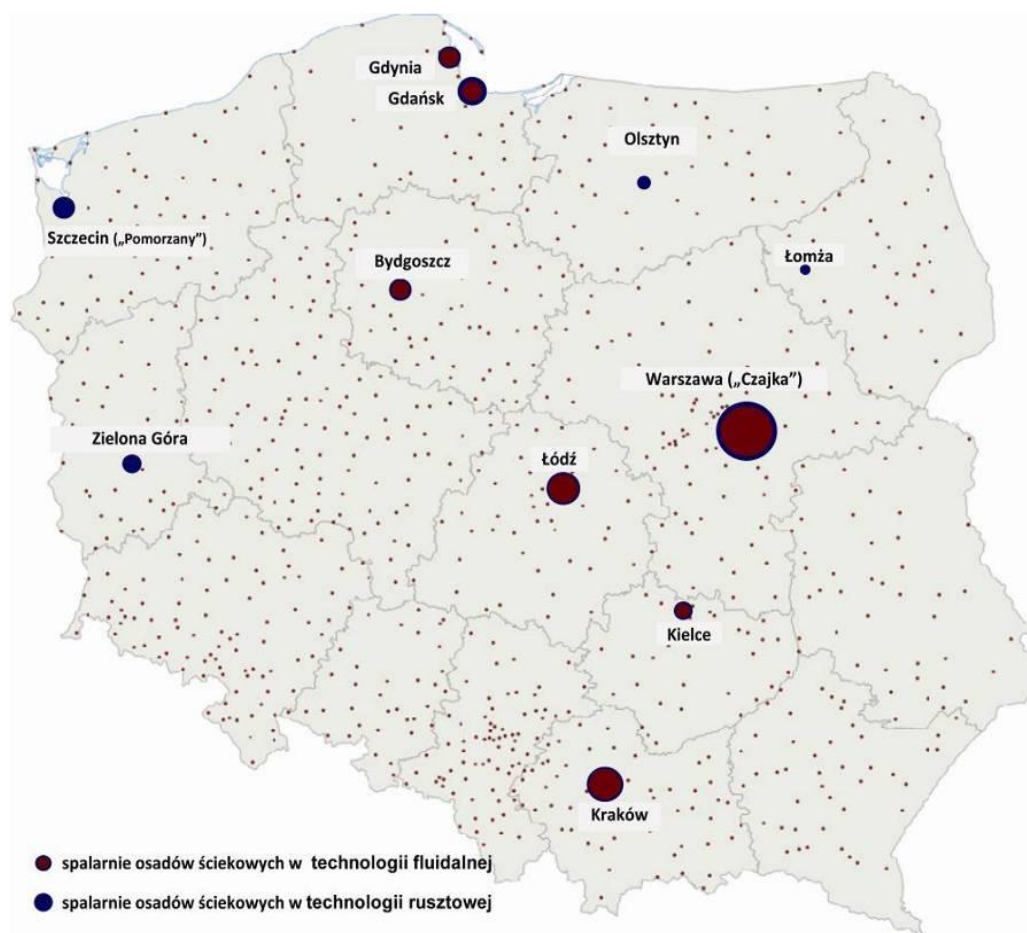 Gdynia
Gdańsk
Olsztyn
Szczecin („Pomorzany”)
Bydgoszcz
Łomża
Warszawa („Czajka”)
Zielona Góra
Łódź
Kielce
Kraków
spalarnie osadów ściekowych w technologii fluidalnej
spalarnie osadów ściekowych w technologii rusztowej